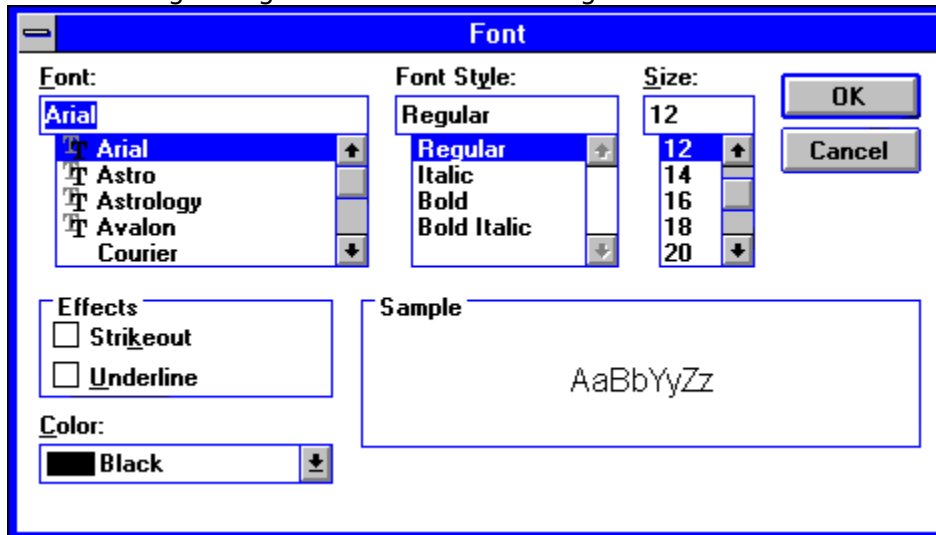 Font
Font: Font Style: Size:
Arial Regular 12 OK
Arial Regular 12 Cancel
Astro Italic 14
Astrology Bold 16
Avalon Bold Italic 18
Courier 20
Effects Sample
Strikeout
Underline AaBbYyZz
Color:
Black